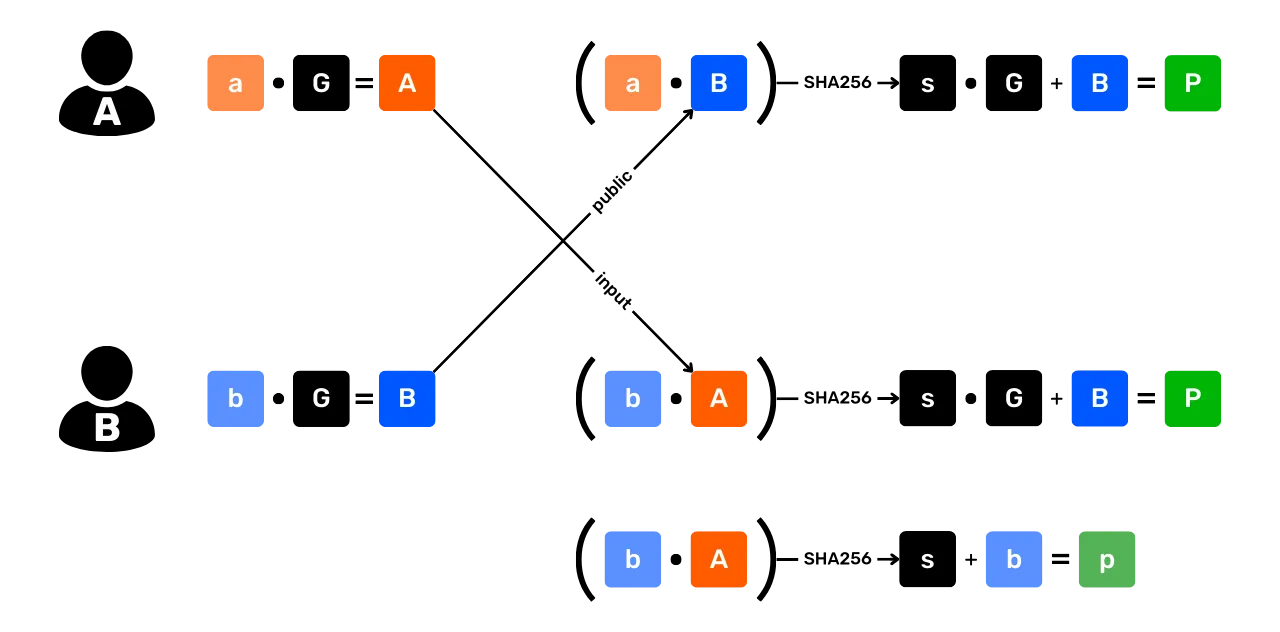 A a • G = A ( a • B ) SHA256 s • G + B = P
public
input
B b • G = B ( b • A ) SHA256 s • G + B = P
( b • A ) SHA256 s + b = p